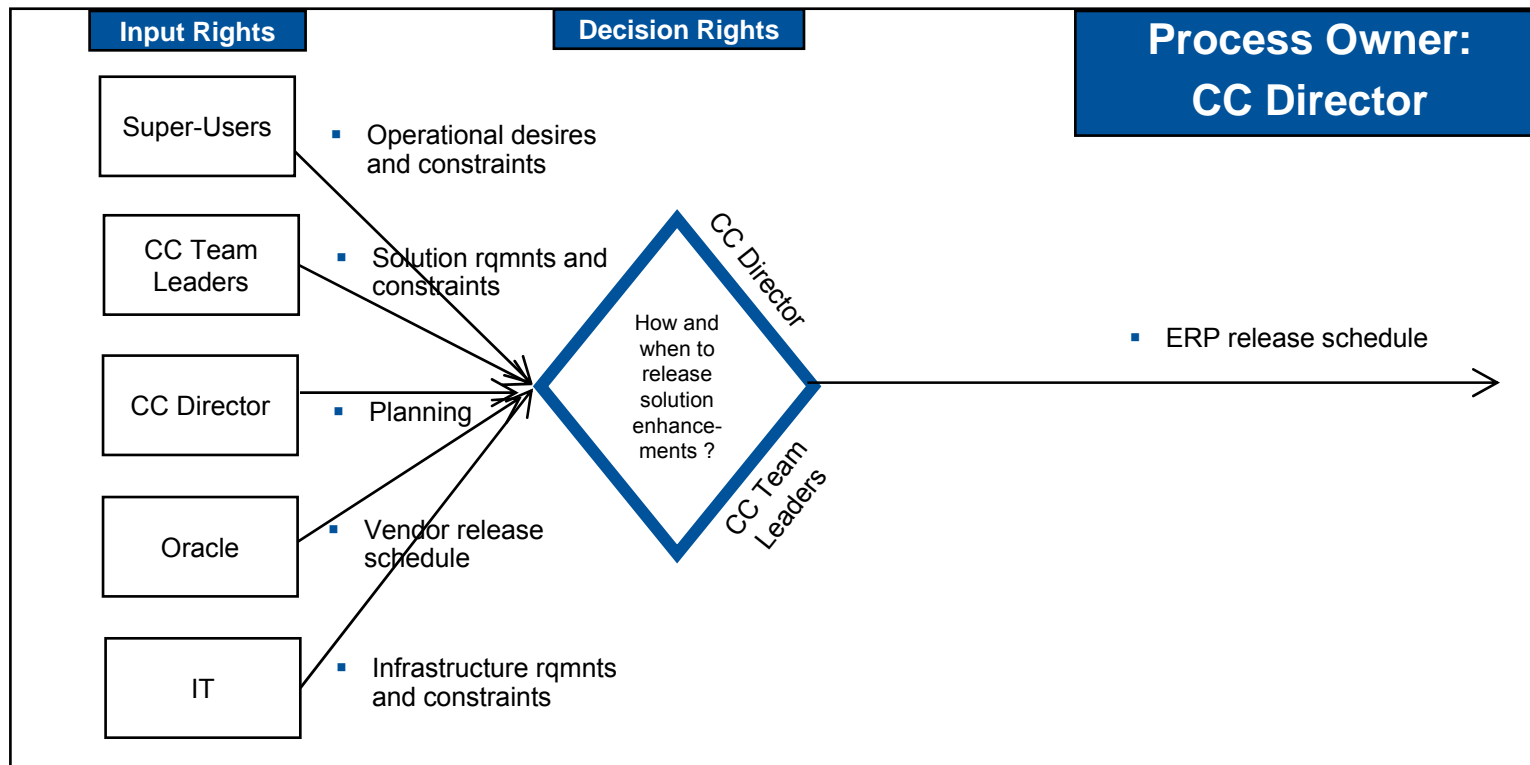 Input Rights
Decision Rights
Process Owner:
CC Director
Super-Users
▪ Operational desires
and constraints
CC Team
Leaders
▪ Solution rqmnts and
constraints
CC Director
▪ Planning
Oracle
▪ Vendor release
schedule
IT
▪ Infrastructure rqmnts
and constraints
CC Director
How and
when to
release
solution
enhance-
ments ?
CC Team
Leaders
▪ ERP release schedule